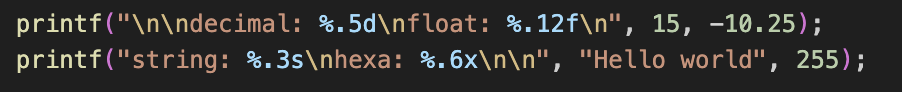 printf("\n\ndecimal: %.5d\nfloat: %.12f\n", 15, -10.25);
printf("string: %.3s\nhexa: %.6x\n\n", "Hello world", 255);